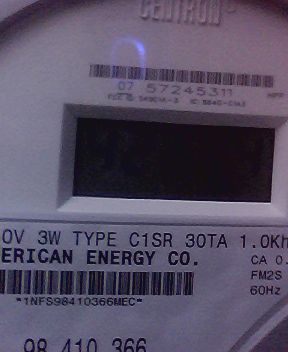 CENTRON
07 57245311
0V 3W TYPE C1SR 30TA 1.0Kh
ERICAN ENERGY CO.
CA 0.
FM2S
60Hz
*1NFS98410366MEC*
98 410 366